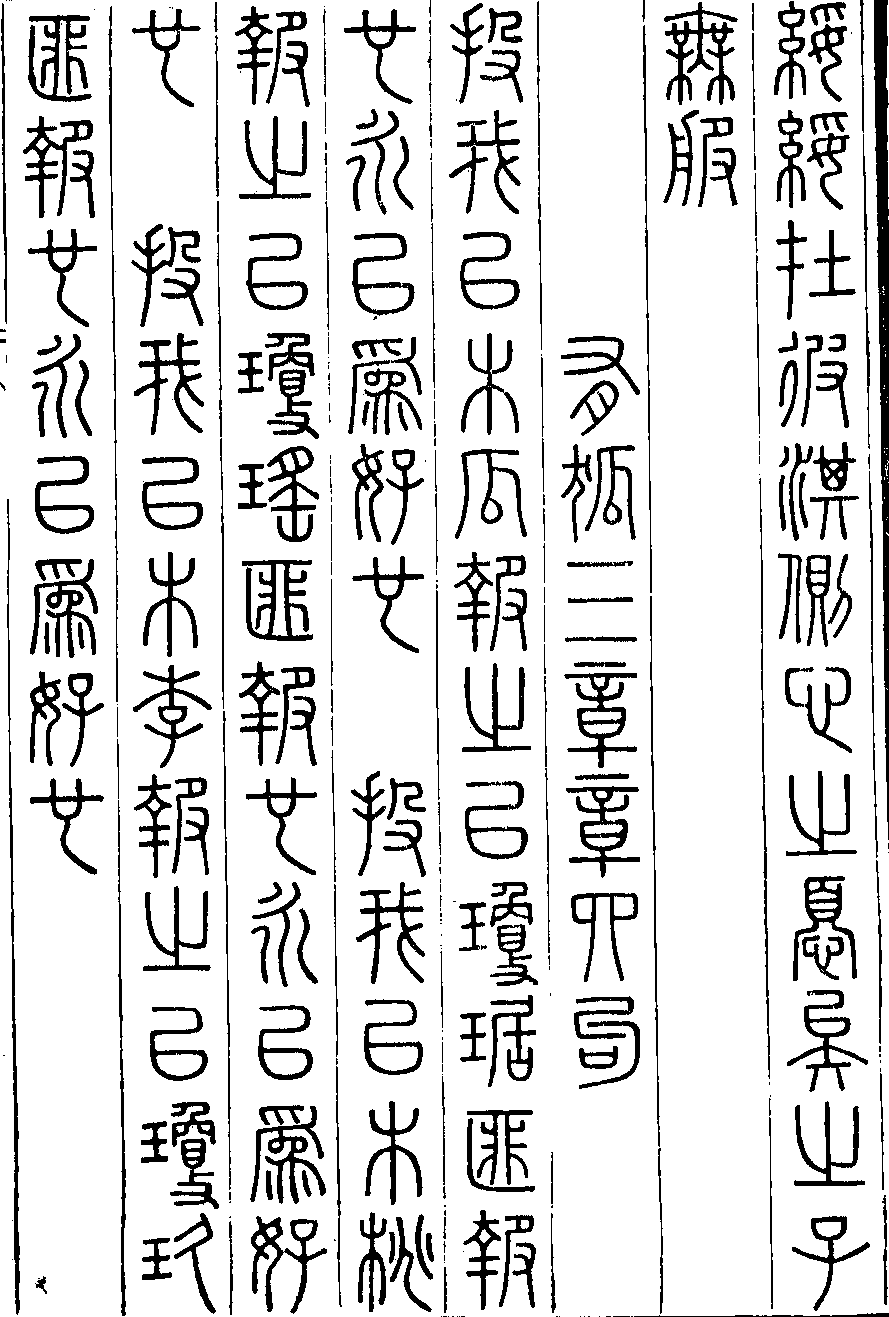 綏綏在彼淇側心之憂矣之子
無服
有狐三章章四句
投我以木瓜報之以瓊琚匪報
也永以爲好也　投我以木桃
報之以瓊瑤匪報也永以爲好
也　投我以木李報之以瓊玖
匪報也永以爲好也